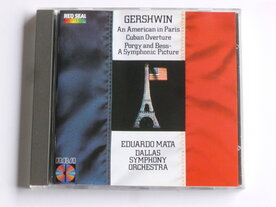 RED SEAL
GERSHWIN
An American in Paris
Cuban Overture
Porgy and Bess-
A Symphonic Picture
EDUARDO MATA
DALLAS
SYMPHONY
ORCHESTRA
RCA